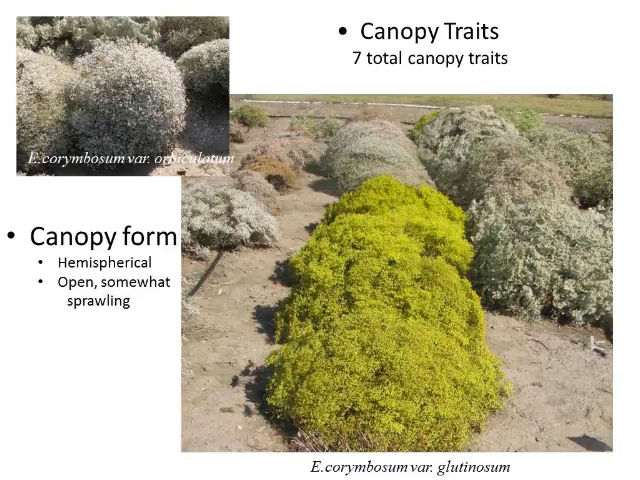 • Canopy Traits
7 total canopy traits
E.corymbosum var. orbiculatum
• Canopy form
• Hemispherical
• Open, somewhat
sprawling
E.corymbosum var. glutinosum